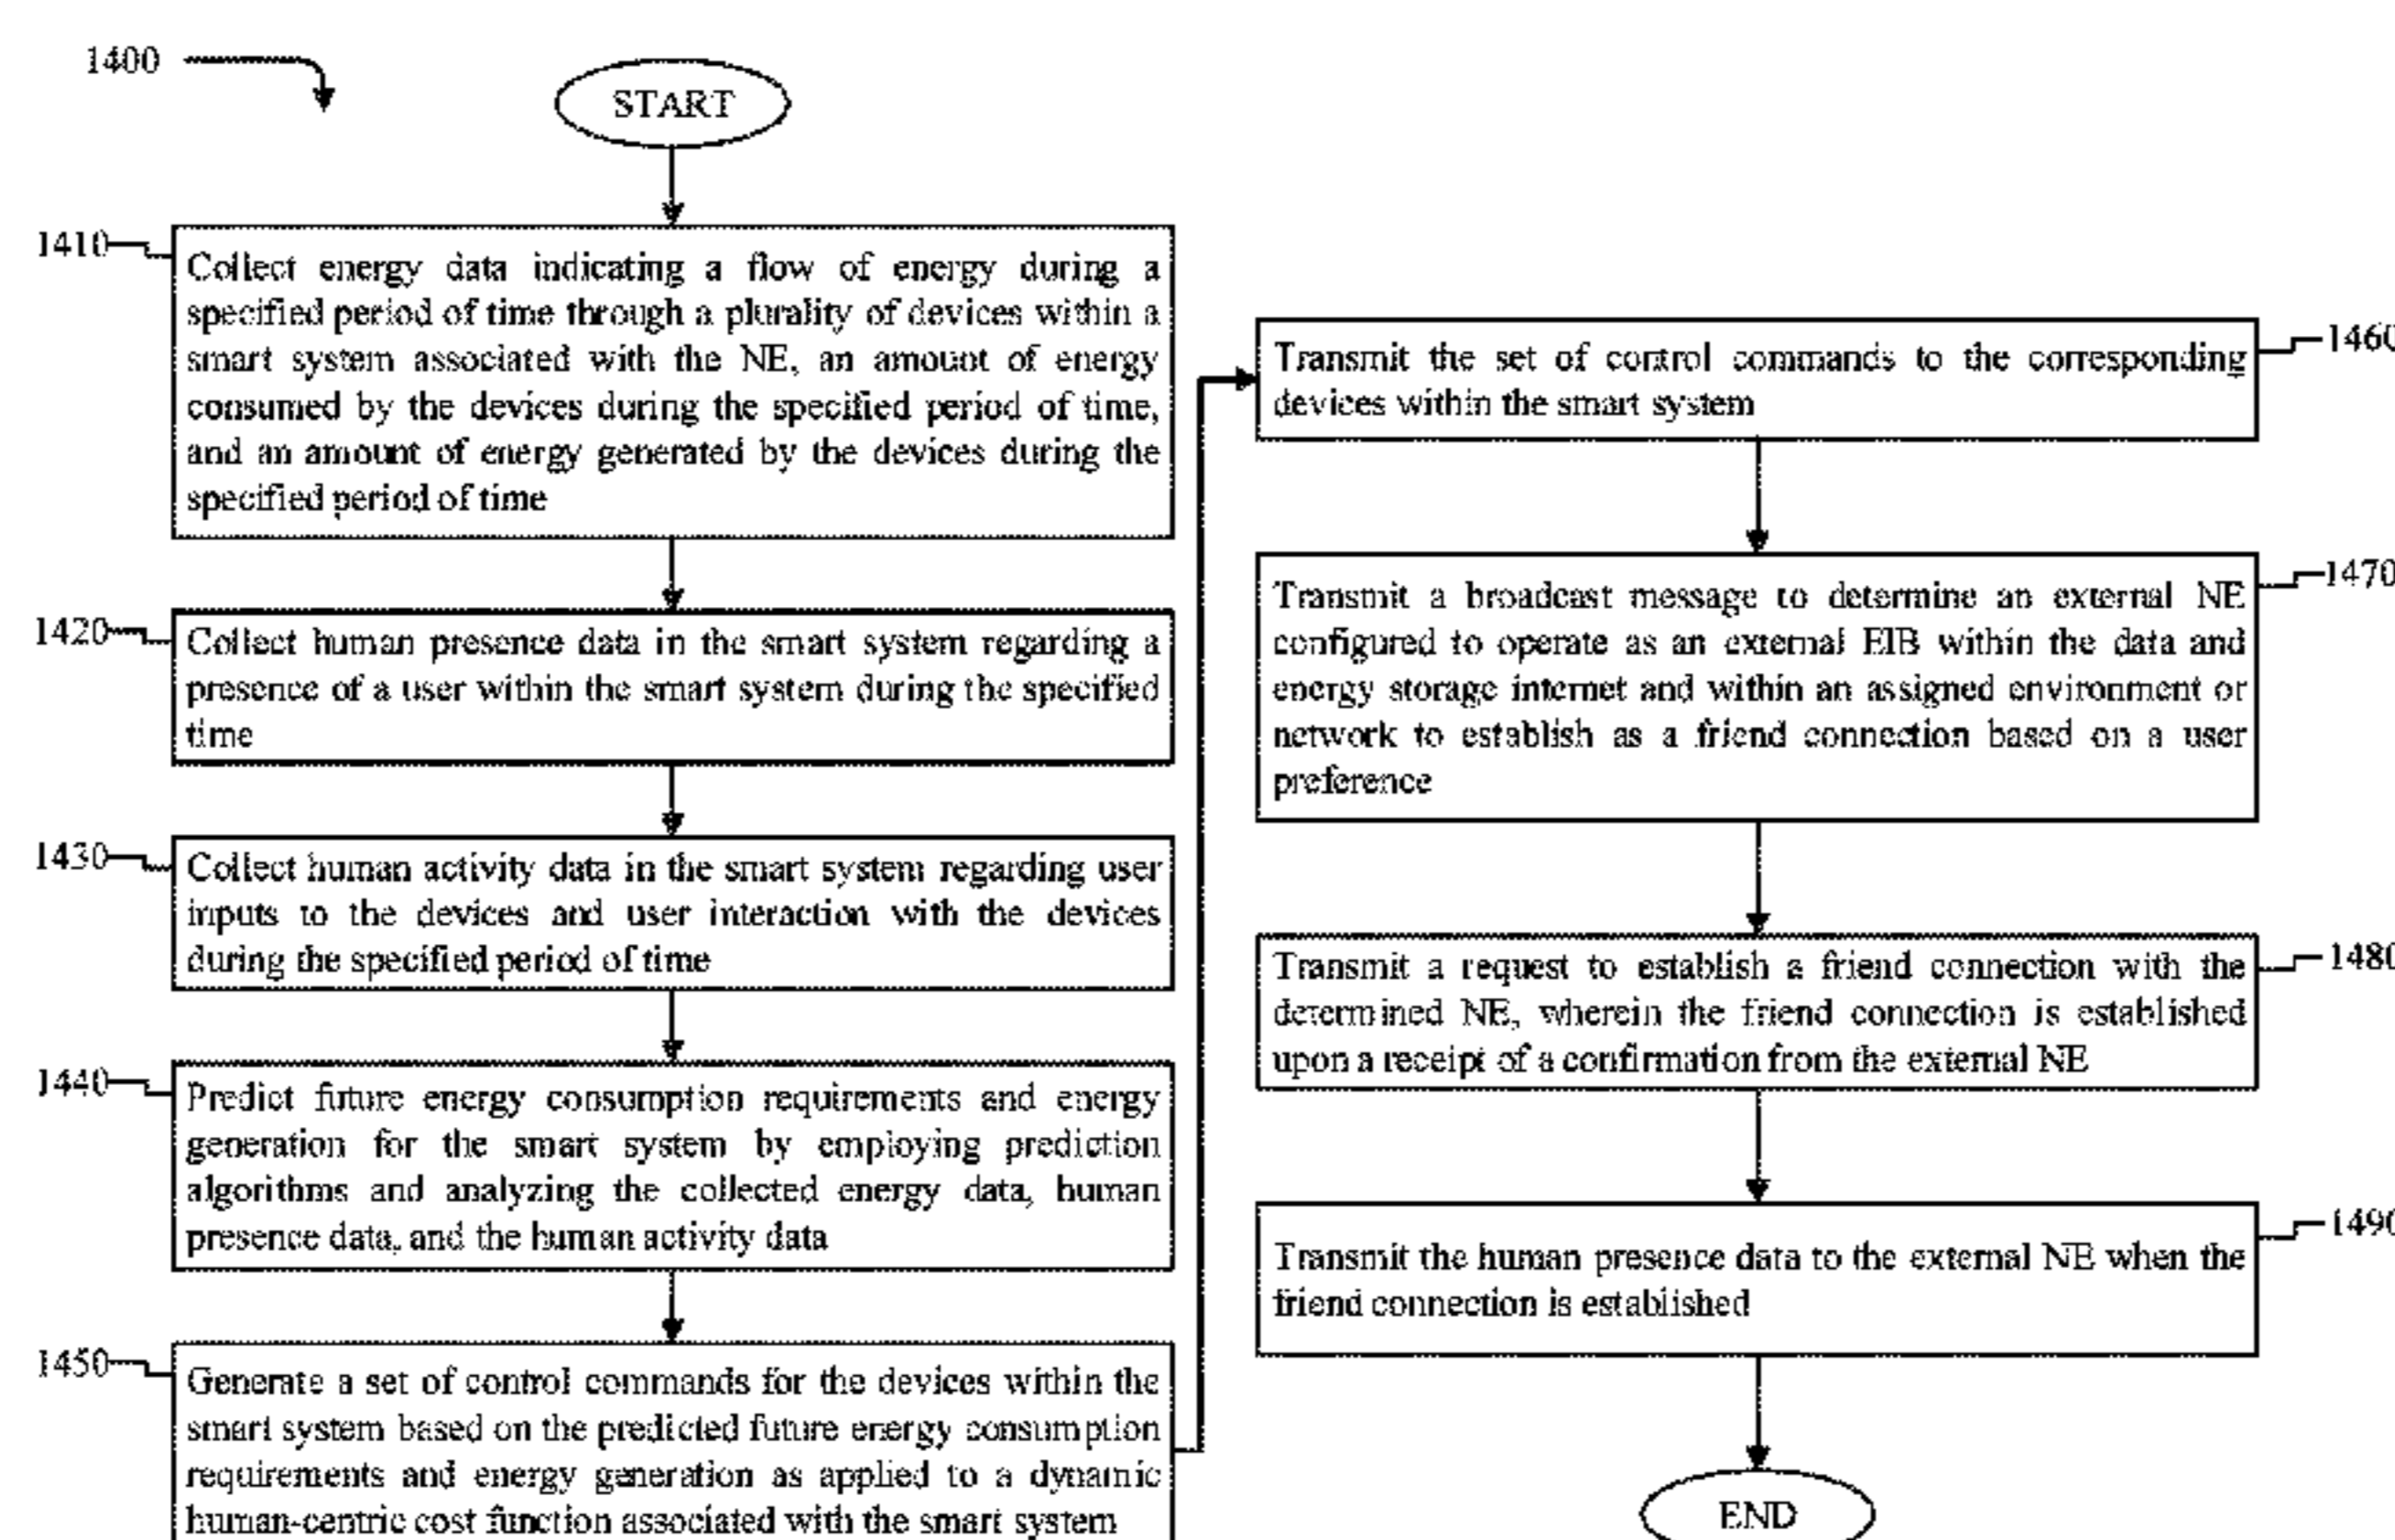 1400
START
1410
Collect energy data indicating a flow of energy during a
specified period of time through a plurality of devices within a
smart system associated with the NE, an amount of energy
consumed by the devices during the specified period of time,
and an amount of energy generated by the devices during the
specified period of time
1420
Collect human presence data in the smart system regarding a
presence of a user within the smart system during the specified
time
1430
Collect human activity data in the smart system regarding user
inputs to the devices and user interaction with the devices
during the specified period of time
1440
Predict future energy consumption requirements and energy
generation for the smart system by employing prediction
algorithms and analyzing the collected energy data, human
presence data, and the human activity data
1450
Generate a set of control commands for the devices within the
smart system based on the predicted future energy consumption
requirements and energy generation as applied to a dynamic
human-centric cost function associated with the smart system
1460
Transmit the set of control commands to the corresponding
devices within the smart system
1470
Transmit a broadcast message to determine an external NE
configured to operate as an external EIB within the data and
energy storage internet and within an assigned environment or
network to establish as a friend connection based on a user
preference
1480
Transmit a request to establish a friend connection with the
determined NE, wherein the friend connection is established
upon a receipt of a confirmation from the external NE
1490
Transmit the human presence data to the external NE when the
friend connection is established
END